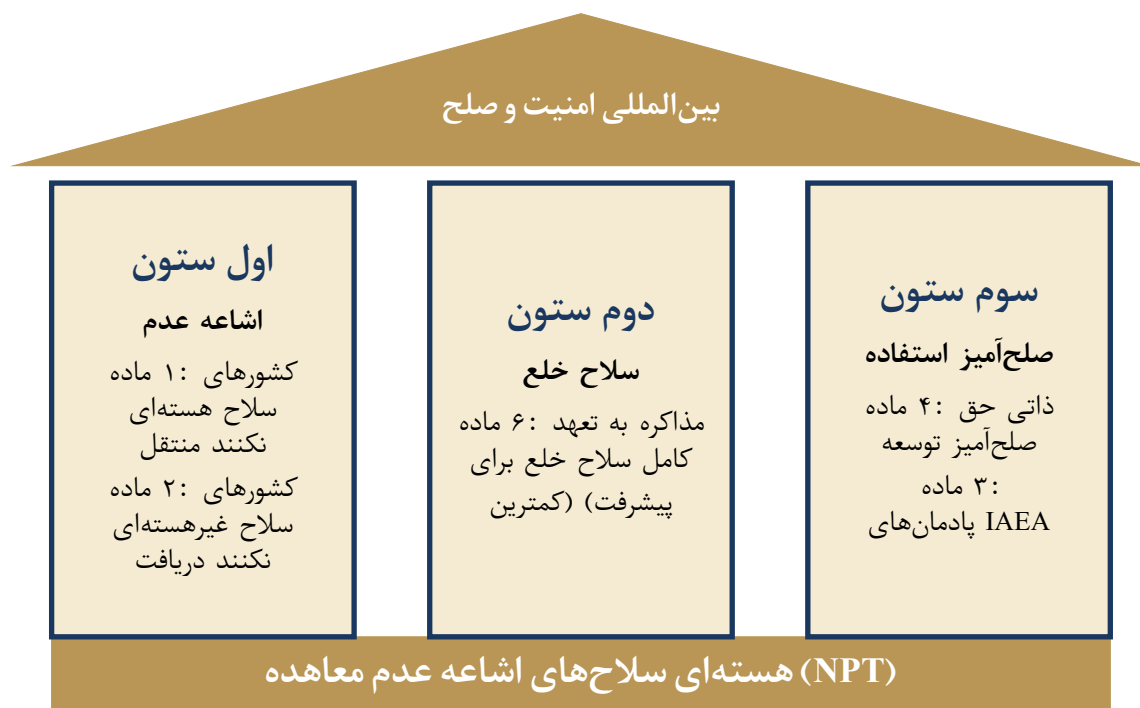 بین‌المللی امنیت و صلح
اول ستون
اشاعه عدم
کشورهای :۱ ماده
سلاح هسته‌ای
نکنند منتقل
کشورهای :۲ ماده
سلاح غیرهسته‌ای
نکنند دریافت
دوم ستون
سلاح خلع
مذاکره به تعهد :۶ ماده
کامل سلاح خلع برای
پیشرفت) (کمترین
سوم ستون
صلح‌آمیز استفاده
ذاتی حق :۴ ماده
صلح‌آمیز توسعه
:۳ ماده
IAEA پادمان‌های
(NPT) هسته‌ای سلاح‌های اشاعه عدم معاهده